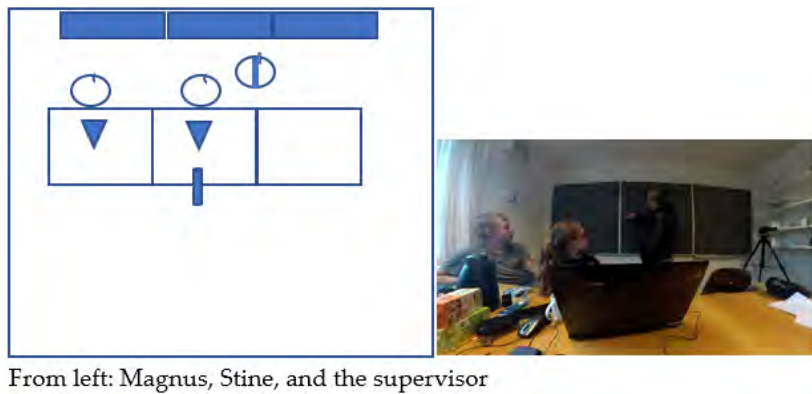 From left: Magnus, Stine, and the supervisor